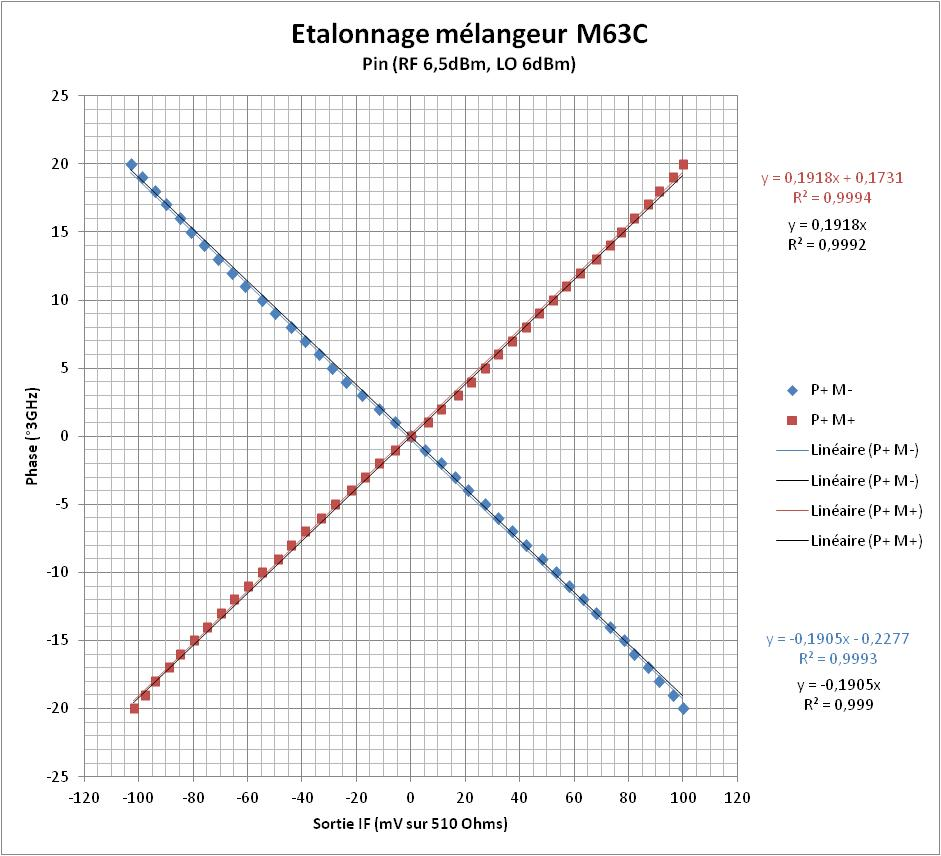 Etalonnage mélangeur M63C
Pin (RF 6,5dBm, LO 6dBm)
Phase (°3GHz)
25
20
15
10
5
0
-5
-10
-15
-20
-25
-120 -100 -80 -60 -40 -20 0 20 40 60 80 100 120
Sortie IF (mV sur 510 Ohms)
y = 0,1918x + 0,1731
R² = 0,9994
y = 0,1918x
R² = 0,9992
P+ M-
P+ M+
Linéaire (P+ M-)
Linéaire (P+ M-)
Linéaire (P+ M+)
Linéaire (P+ M+)
y = -0,1905x - 0,2277
R² = 0,9993
y = -0,1905x
R² = 0,999